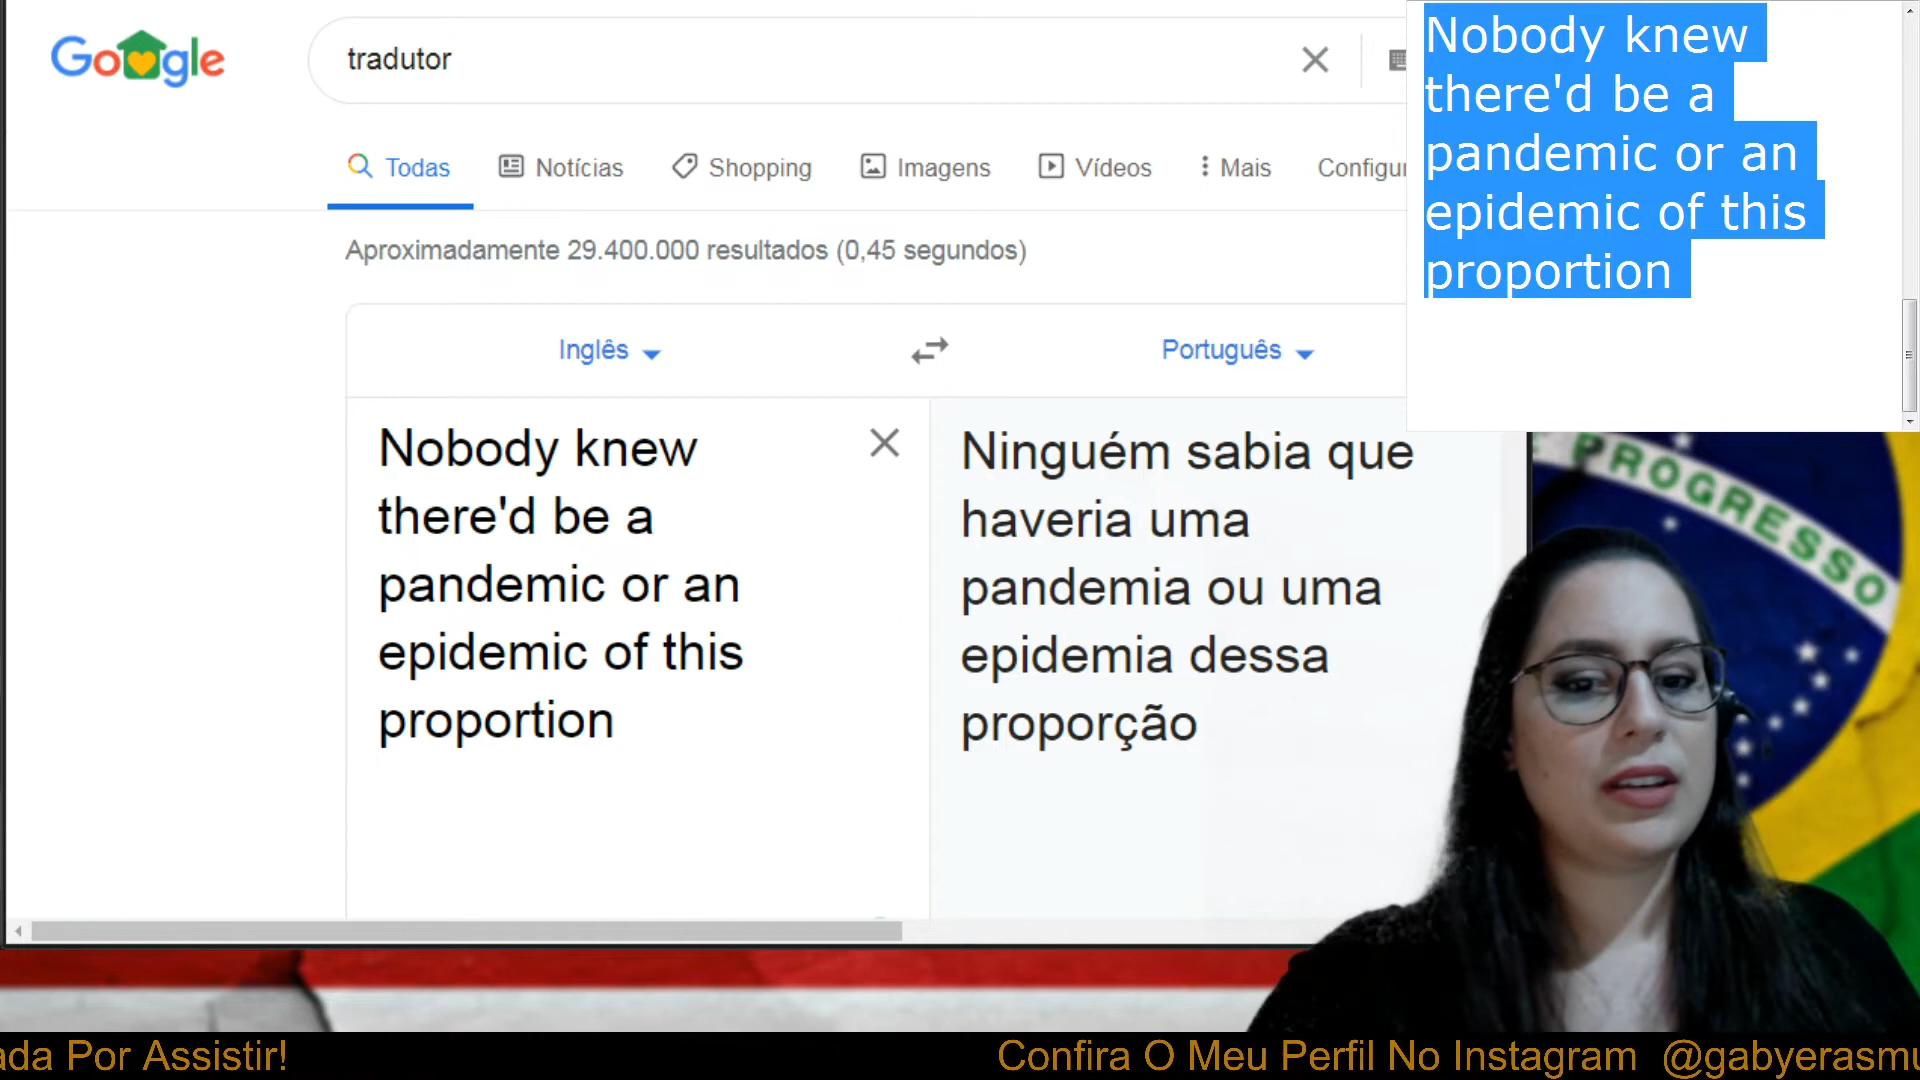 Google
tradutor
Todas
Notícias
Shopping
Imagens
Vídeos
Mais
Aproximadamente 29.400.000 resultados (0,45 segundos)
Inglês
Português
Nobody knew
there'd be a
pandemic or an
epidemic of this
proportion
Ninguém sabia que
haveria uma
pandemia ou uma
epidemia dessa
proporção
Nobody knew
there'd be a
pandemic or an
epidemic of this
proportion
E PROGRESSO
Por Assistir!
Confira O Meu Perfil No Instagram